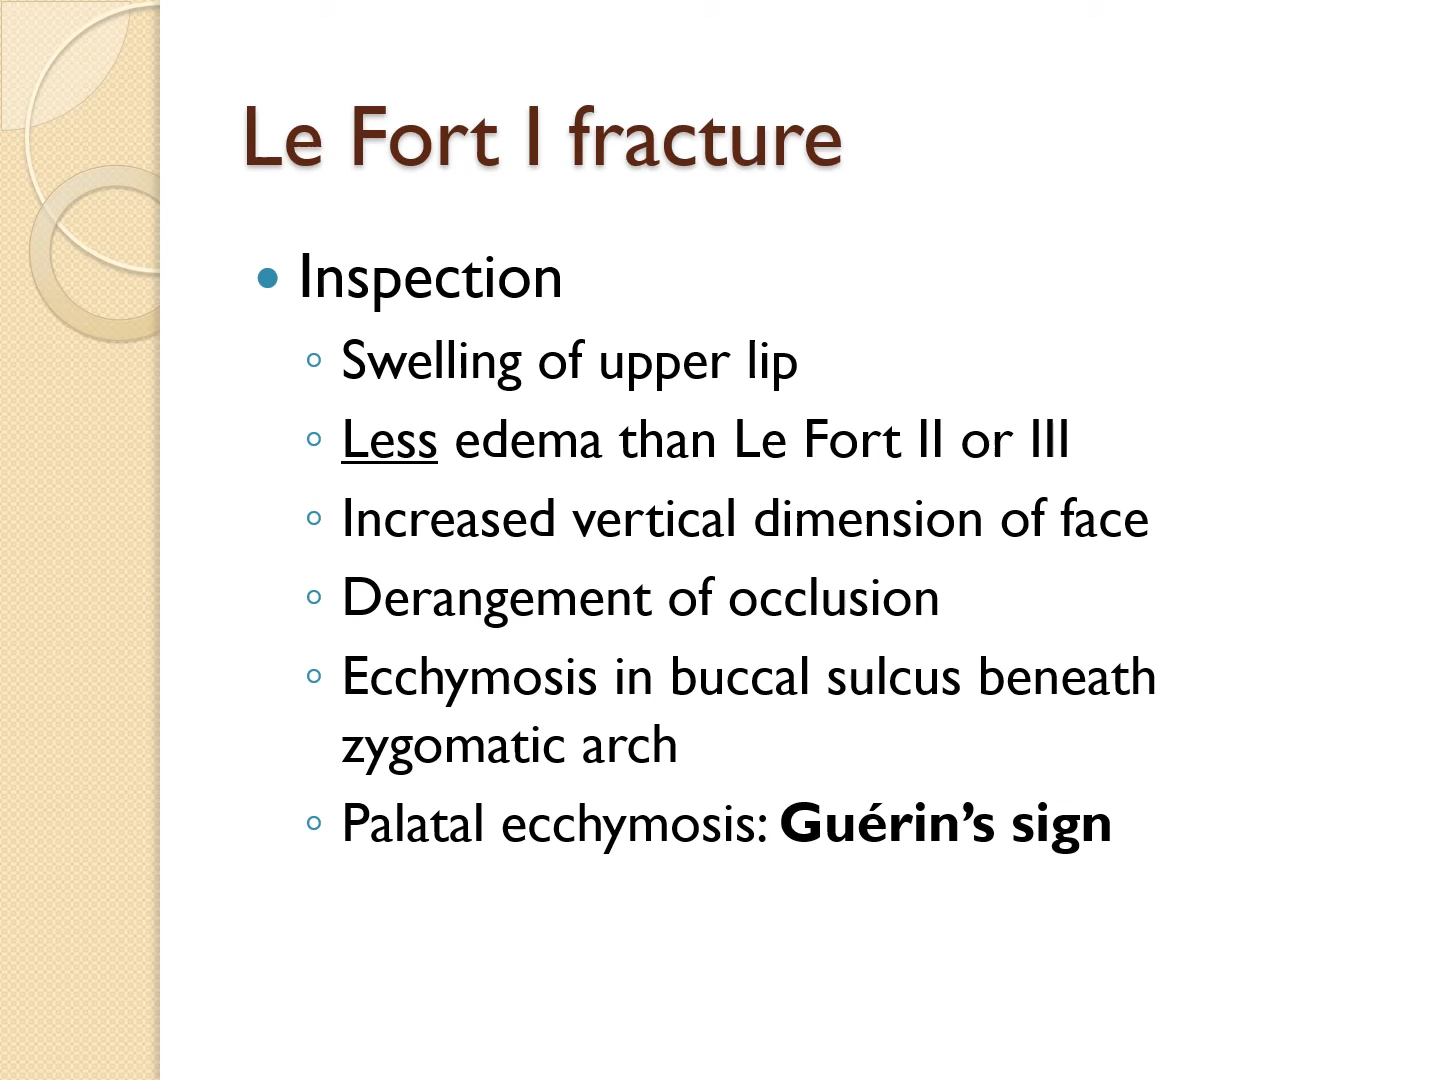 Le Fort I fracture
• Inspection
◦ Swelling of upper lip
◦ Less edema than Le Fort II or III
◦ Increased vertical dimension of face
◦ Derangement of occlusion
◦ Ecchymosis in buccal sulcus beneath
zygomatic arch
◦ Palatal ecchymosis: Guérin’s sign